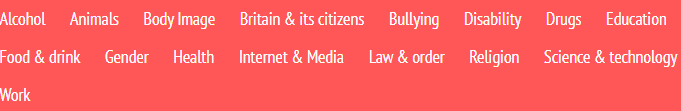 Alcohol Animals Body Image Britain & its citizens Bullying Disability Drugs Education
Food & drink Gender Health Internet & Media Law & order Religion Science & technology
Work